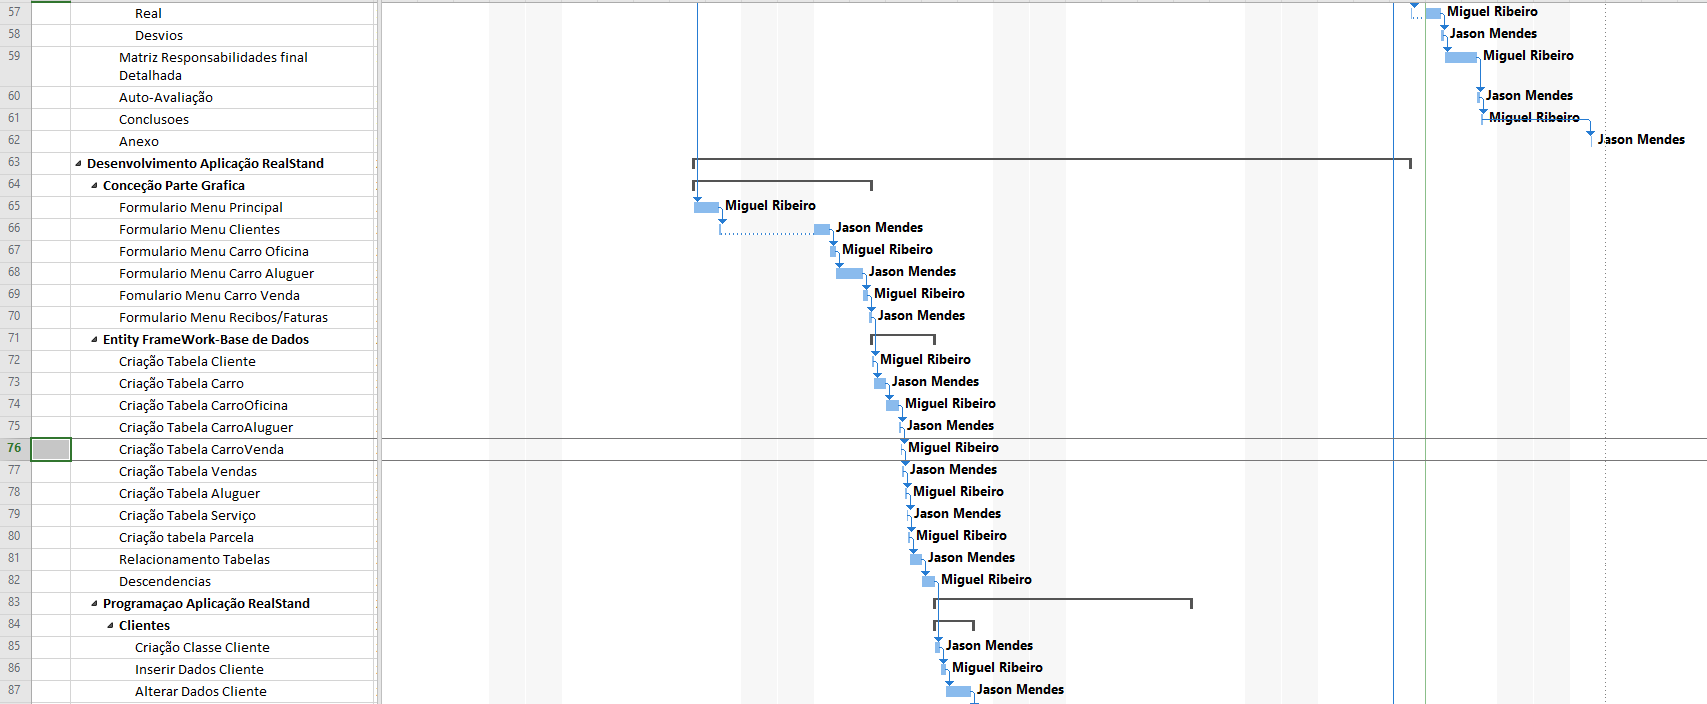 57 Real Miguel Ribeiro
58 Desvios Jason Mendes
59 Matriz Responsabilidades final Miguel Ribeiro
Detalhada
60 Auto-Avaliação Jason Mendes
61 Conclusoes Miguel Ribeiro
62 Anexo Jason Mendes
63 Desenvolvimento Aplicação RealStand
64 Conceção Parte Grafica
65 Formulario Menu Principal Miguel Ribeiro
66 Formulario Menu Clientes Jason Mendes
67 Formulario Menu Carro Oficina Miguel Ribeiro
68 Formulario Menu Carro Aluguer Jason Mendes
69 Fomulario Menu Carro Venda Miguel Ribeiro
70 Formulario Menu Recibos/Faturas Jason Mendes
71 Entity FrameWork-Base de Dados
72 Criação Tabela Cliente Miguel Ribeiro
73 Criação Tabela Carro Jason Mendes
74 Criação Tabela CarroOficina Miguel Ribeiro
75 Criação Tabela CarroAluguer Jason Mendes
76 Criação Tabela CarroVenda Miguel Ribeiro
77 Criação Tabela Vendas Jason Mendes
78 Criação Tabela Aluguer Miguel Ribeiro
79 Criação Tabela Serviço Jason Mendes
80 Criação tabela Parcela Miguel Ribeiro
81 Relacionamento Tabelas Jason Mendes
82 Descendencias Miguel Ribeiro
83 Programaçao Aplicação RealStand
84 Clientes
85 Criação Classe Cliente Jason Mendes
86 Inserir Dados Cliente Miguel Ribeiro
87 Alterar Dados Cliente Jason Mendes